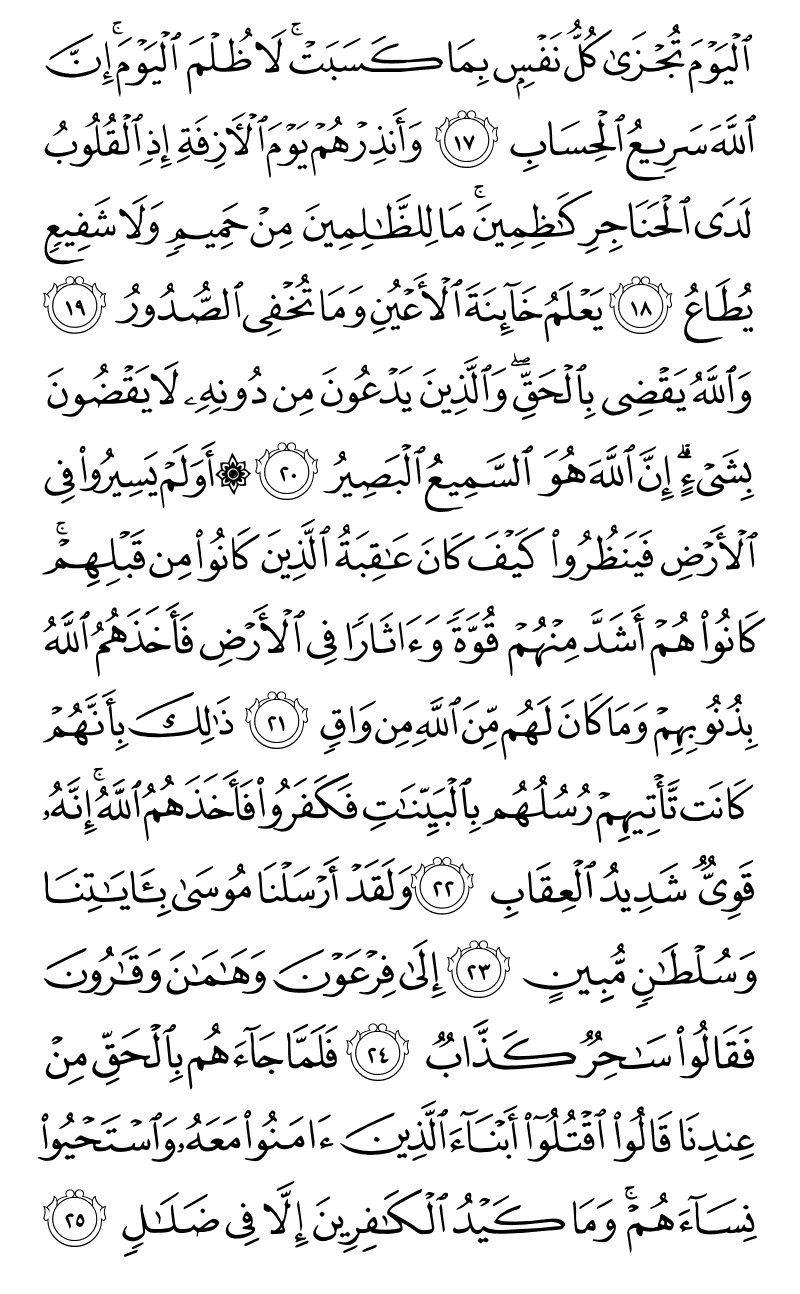 ٱلۡيَوۡمَ تُجۡزَىٰ كُلُّ نَفۡسِۭ بِمَا كَسَبَتۡۚ لَا ظُلۡمَ ٱلۡيَوۡمَۚ إِنَّ
ٱللَّهَ سَرِيعُ ٱلۡحِسَابِ ١٧ وَأَنذِرۡهُمۡ يَوۡمَ ٱلۡأٓزِفَةِ إِذِ ٱلۡقُلُوبُ
لَدَى ٱلۡحَنَاجِرِ كَٰظِمِينَۚ مَا لِلظَّٰلِمِينَ مِنۡ حَمِيمٖ وَلَا شَفِيعٖ
يُطَاعُ ١٨ يَعۡلَمُ خَآئِنَةَ ٱلۡأَعۡيُنِ وَمَا تُخۡفِي ٱلصُّدُورُ ١٩
وَٱللَّهُ يَقۡضِي بِٱلۡحَقِّۖ وَٱلَّذِينَ يَدۡعُونَ مِن دُونِهِۦ لَا يَقۡضُونَ
بِشَيۡءٍۗ إِنَّ ٱللَّهَ هُوَ ٱلسَّمِيعُ ٱلۡبَصِيرُ ٢٠ ۞ أَوَلَمۡ يَسِيرُواْ فِي
ٱلۡأَرۡضِ فَيَنظُرُواْ كَيۡفَ كَانَ عَٰقِبَةُ ٱلَّذِينَ كَانُواْ مِن قَبۡلِهِمۡۚ
كَانُواْ هُمۡ أَشَدَّ مِنۡهُمۡ قُوَّةٗ وَءَاثَارٗا فِي ٱلۡأَرۡضِ فَأَخَذَهُمُ ٱللَّهُ
بِذُنُوبِهِمۡ وَمَا كَانَ لَهُم مِّنَ ٱللَّهِ مِن وَاقٖ ٢١ ذَٰلِكَ بِأَنَّهُمۡ
كَانَت تَّأۡتِيهِمۡ رُسُلُهُم بِٱلۡبَيِّنَٰتِ فَكَفَرُواْ فَأَخَذَهُمُ ٱللَّهُۚ إِنَّهُۥ
قَوِيّٞ شَدِيدُ ٱلۡعِقَابِ ٢٢ وَلَقَدۡ أَرۡسَلۡنَا مُوسَىٰ بِـَٔايَٰتِنَا
وَسُلۡطَٰنٖ مُّبِينٍ ٢٣ إِلَىٰ فِرۡعَوۡنَ وَهَٰمَٰنَ وَقَٰرُونَ
فَقَالُواْ سَٰحِرٞ كَذَّابٞ ٢٤ فَلَمَّا جَآءَهُم بِٱلۡحَقِّ مِنۡ
عِندِنَا قَالُواْ ٱقۡتُلُوٓاْ أَبۡنَآءَ ٱلَّذِينَ ءَامَنُواْ مَعَهُۥ وَٱسۡتَحۡيُواْ
نِسَآءَهُمۡۚ وَمَا كَيۡدُ ٱلۡكَٰفِرِينَ إِلَّا فِي ضَلَٰلٖ ٢٥